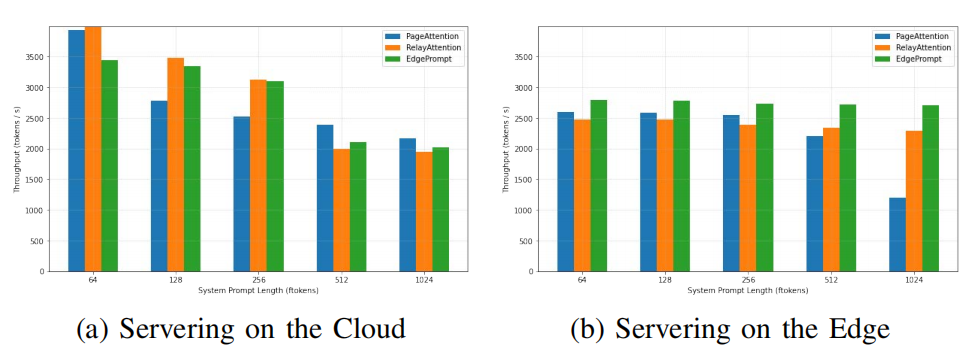 PageAttention
RelayAttention
EdgePrompt
Throughput (tokens / s)
3500
3000
2500
2000
1500
1000
500
0
64
128
256
512
1024
System Prompt Length (ftokens)
(a) Servering on the Cloud
PageAttention
RelayAttention
EdgePrompt
Throughput (tokens / s)
3500
3000
2500
2000
1500
1000
500
0
64
128
256
512
1024
System Prompt Length (ftokens)
(b) Servering on the Edge